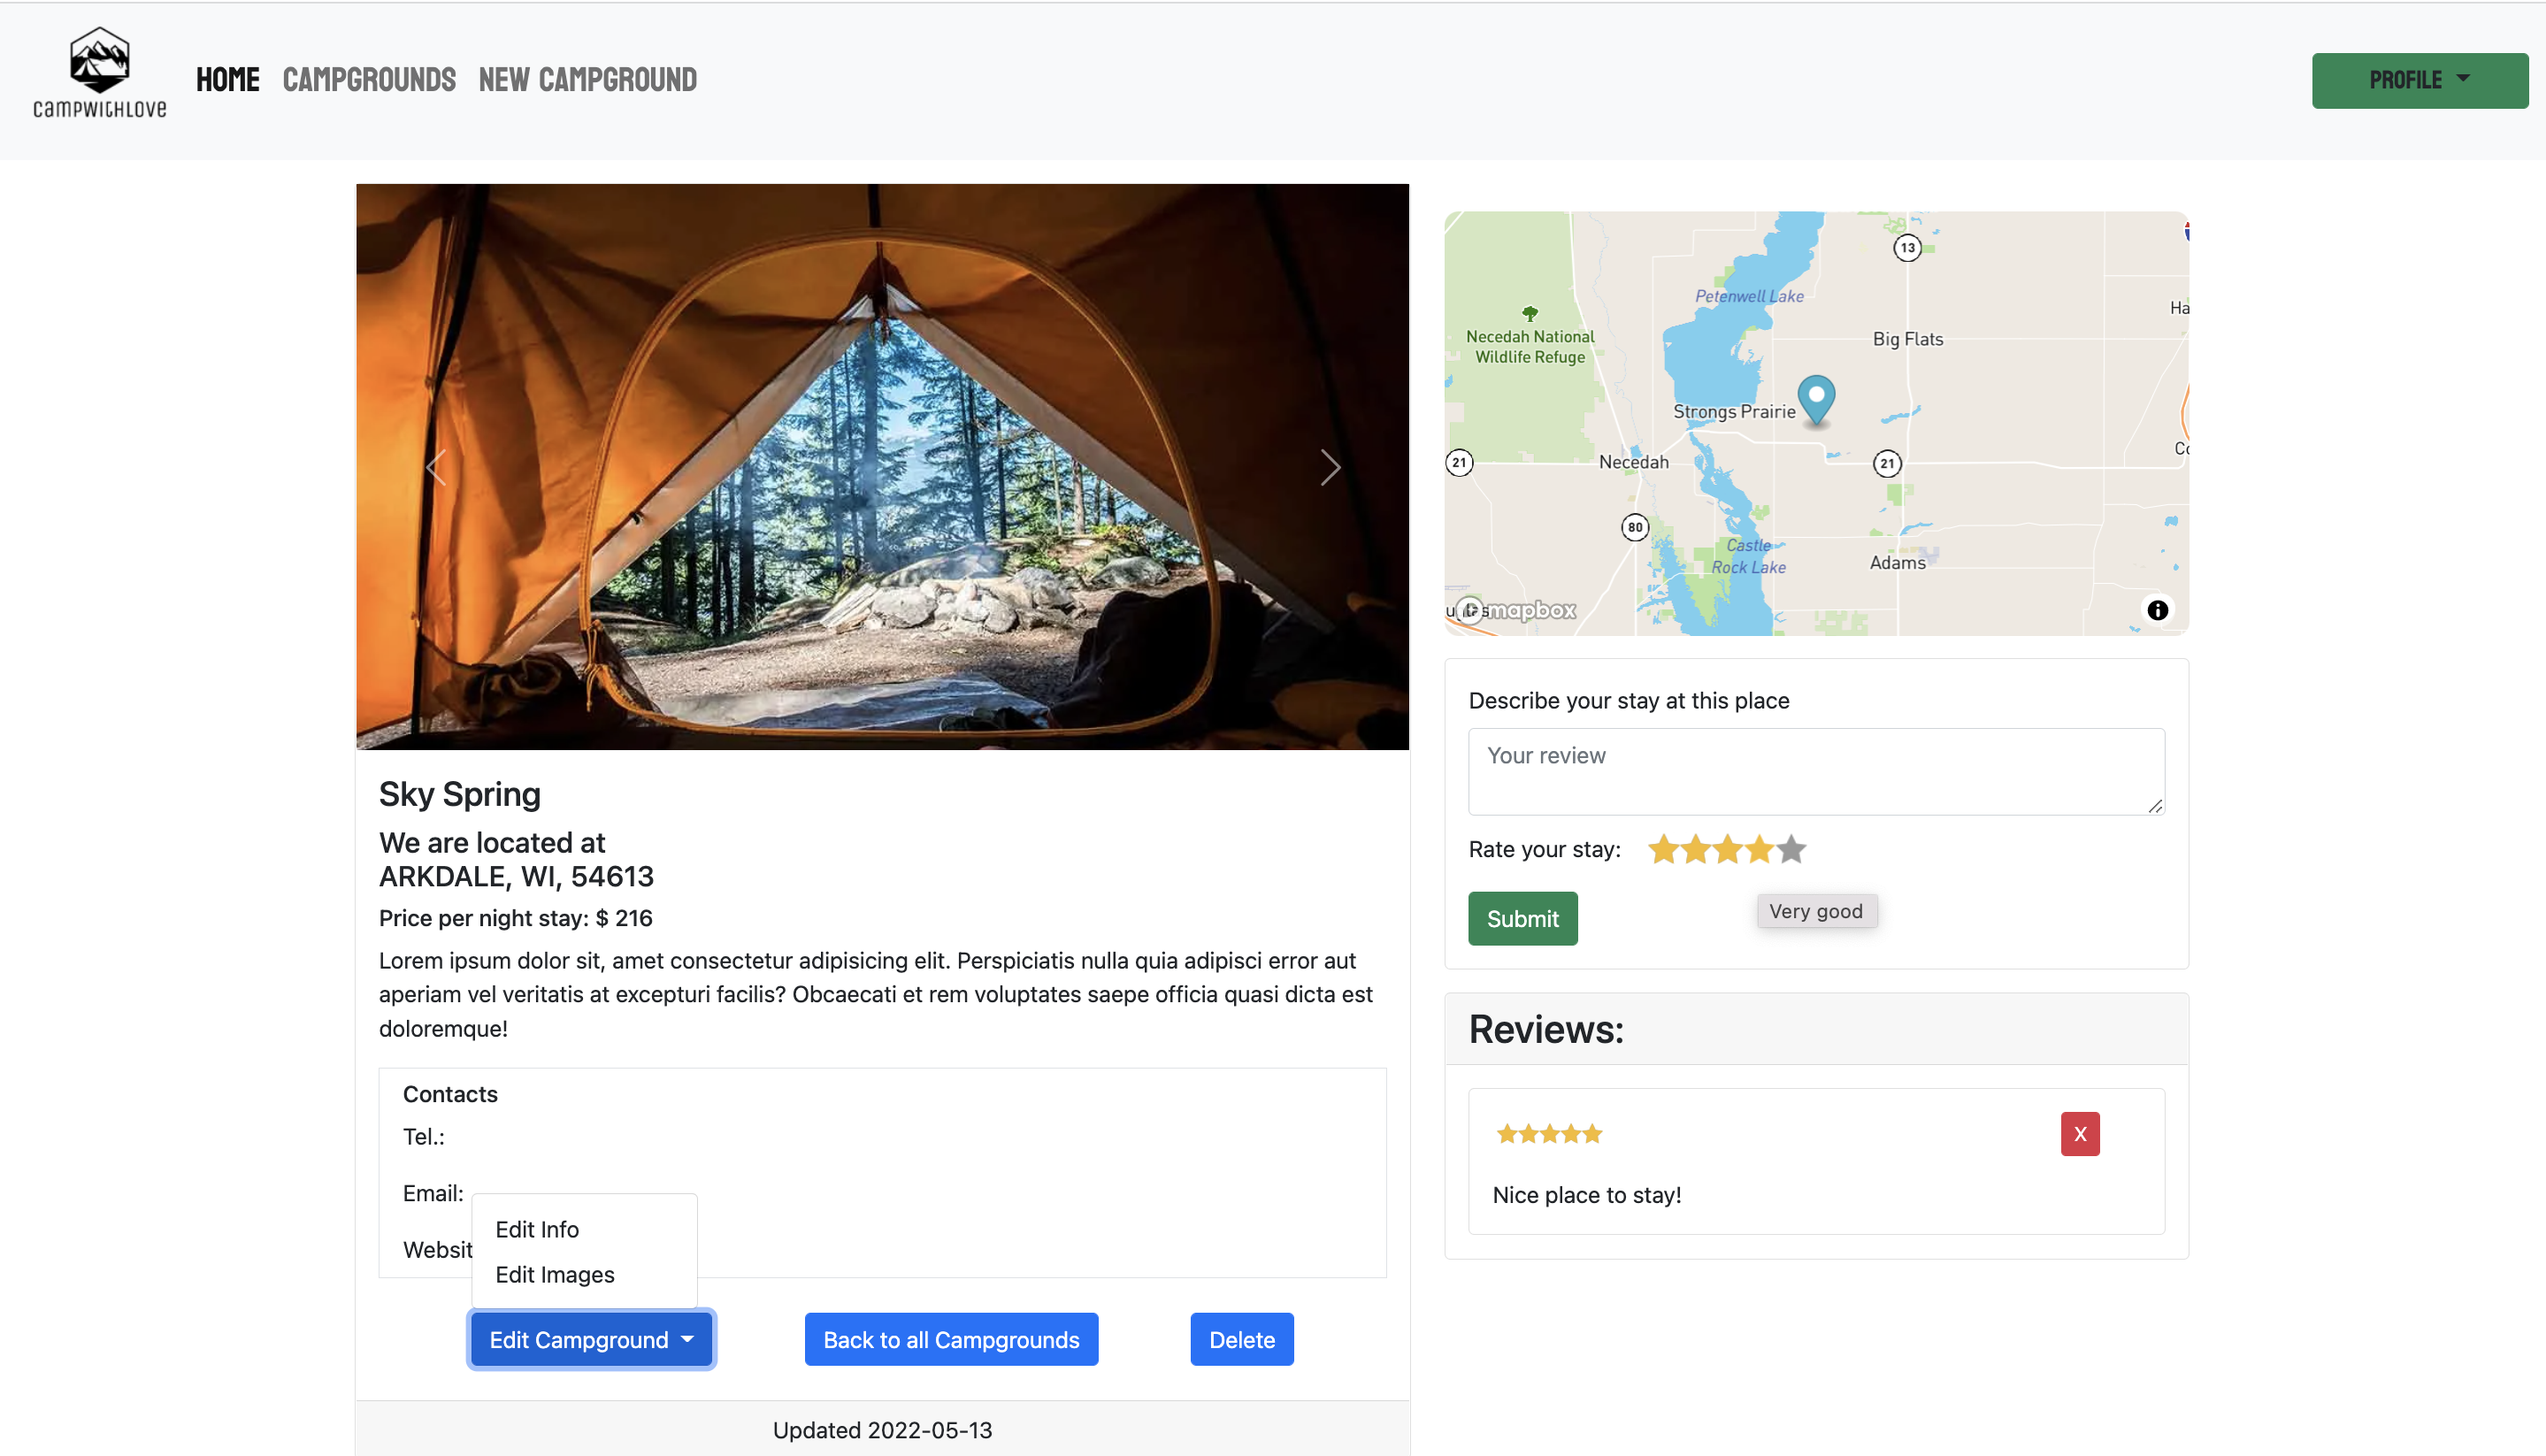 CAMPWITHLOVE
HOME CAMPGROUNDS NEW CAMPGROUND
PROFILE
13
Petenwell Lake
Ha
Big Flats
Necedah National
Wildlife Refuge
Strongs Prairie
Necedah
21
21
Co
80
Castle
Rock Lake
Adams
mapbox
Sky Spring
We are located at
ARKDALE, WI, 54613
Price per night stay: $ 216
Lorem ipsum dolor sit, amet consectetur adipisicing elit. Perspiciatis nulla quia adipisci error aut
aperiam vel veritatis at excepturi facilis? Obcaecati et rem voluptates saepe officia quasi dicta est
doloremque!
Contacts
Tel.:
Email:
Websit
Edit Info
Edit Images
Edit Campground
Back to all Campgrounds
Delete
Updated 2022-05-13
Describe your stay at this place
Your review
Rate your stay:
Submit
Very good
Reviews:
X
Nice place to stay!